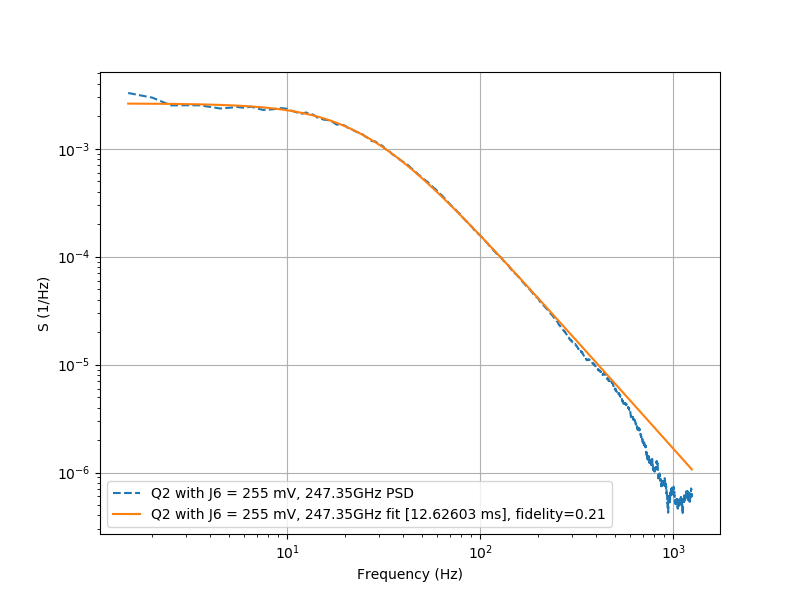 10⁻³
10⁻⁴
10⁻⁵
10⁻⁶
S (1/Hz)
Q2 with J6 = 255 mV, 247.35GHz PSD
Q2 with J6 = 255 mV, 247.35GHz fit [12.62603 ms], fidelity=0.21
10¹
10²
10³
Frequency (Hz)